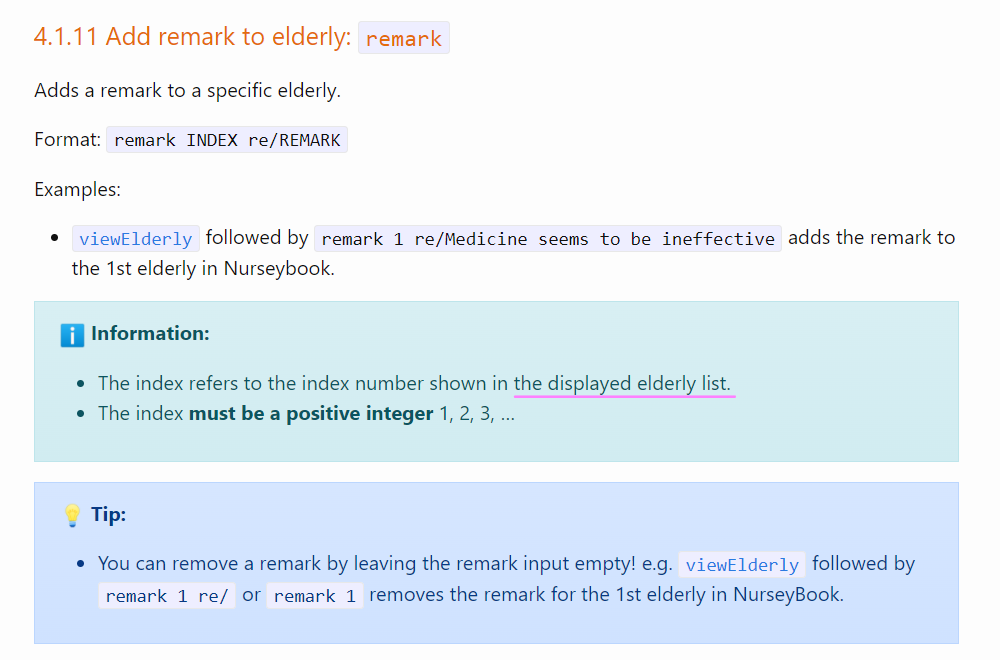 4.1.11 Add remark to elderly: remark
Adds a remark to a specific elderly.
Format: remark INDEX re/REMARK
Examples:
• viewElderly followed by remark 1 re/Medicine seems to be ineffective adds the remark to
the 1st elderly in Nurseybook.
ℹ️ Information:
• The index refers to the index number shown in the displayed elderly list.
• The index must be a positive integer 1, 2, 3, …
💡 Tip:
• You can remove a remark by leaving the remark input empty! e.g. viewElderly followed by
remark 1 re/ or remark 1 removes the remark for the 1st elderly in NurseyBook.